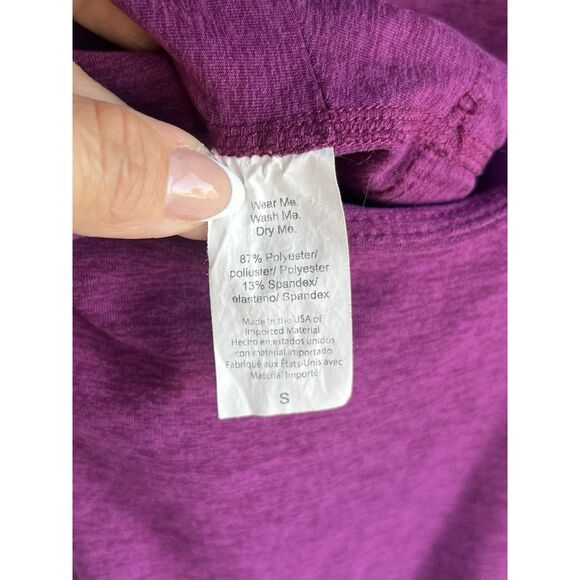 Wear Me.
Wash Me.
Dry Me.
87% Polyester/
poliester/ Polyester
13% Spandex/
elasteno/ Spandex
Made in the USA of
Imported Material
Hecho en estados unidos
con material importado
Fabriqué aux États-Unis avec
Matérial Importé
S